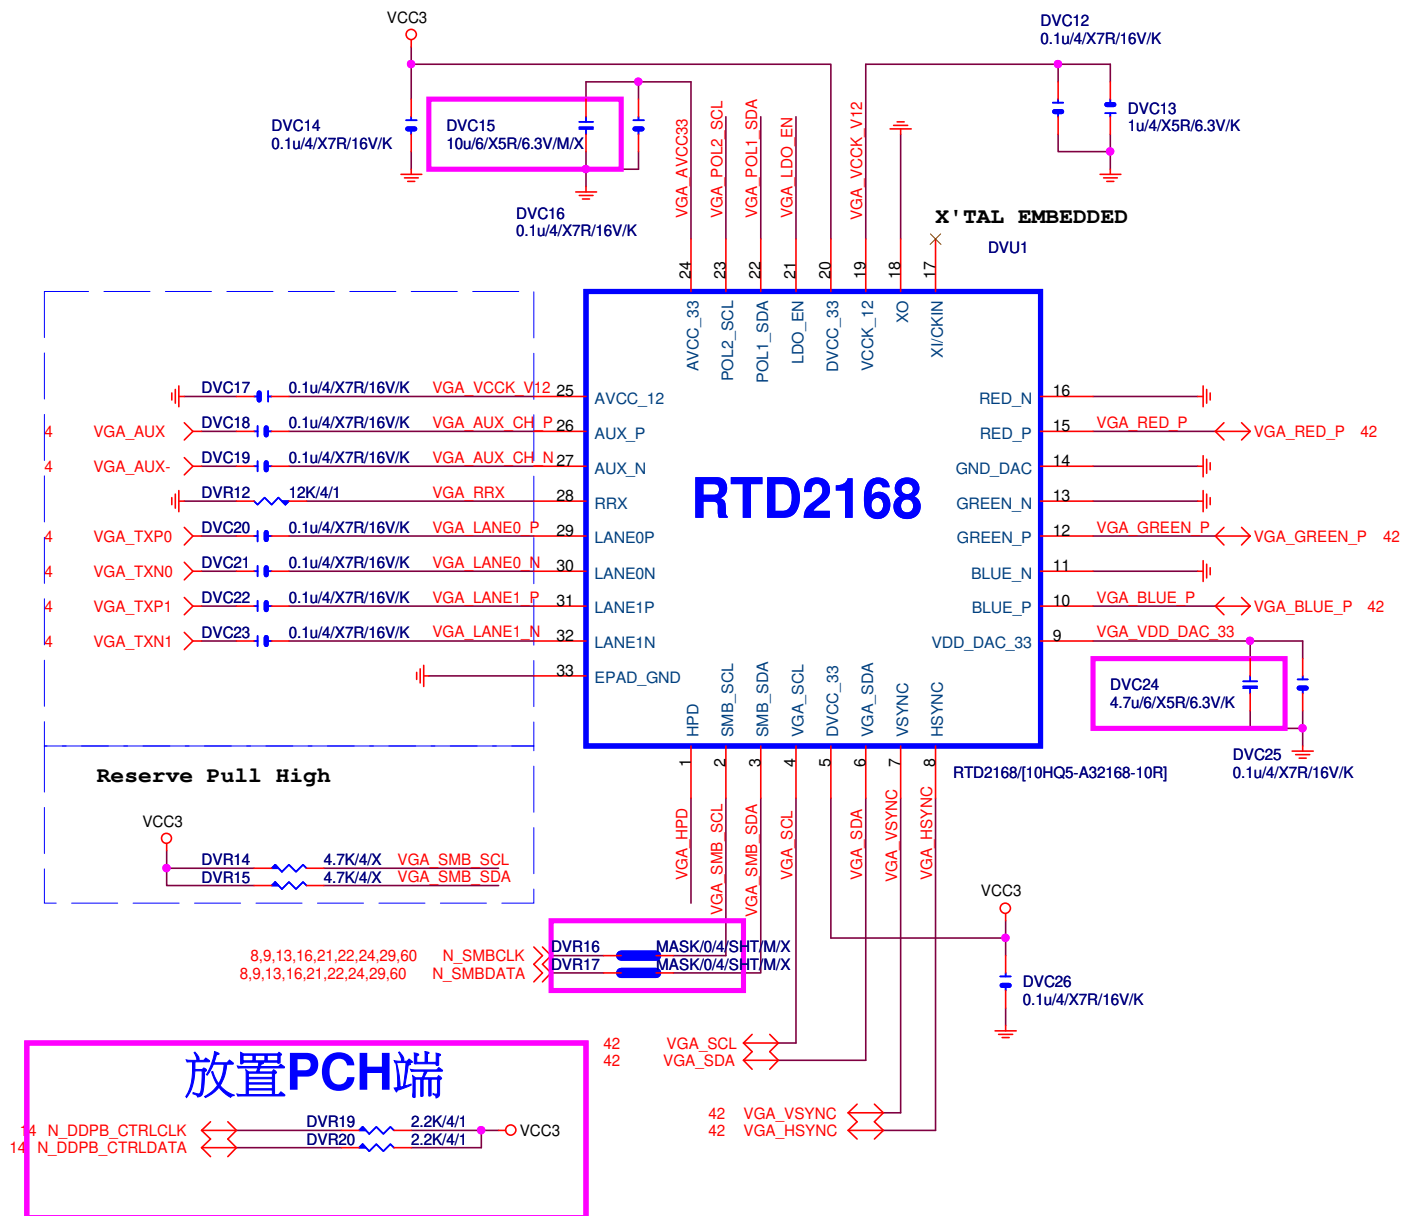 VCC3
DVC12
0.1u/4/X7R/16V/K
DVC14
0.1u/4/X7R/16V/K
DVC15
10u/6/X5R/6.3V/M/X
DVC13
1u/4/X5R/6.3V/K
DVC16
0.1u/4/X7R/16V/K
VGA_AVCC33
VGA_POL2_SCL
VGA_POL1_SDA
VGA_LDO_EN
VGA_VCCK_V12
X'TAL EMBEDDED
DVU1
24
23
22
21
20
19
18
17
AVCC_33
POL2_SCL
POL1_SDA
LDO_EN
DVCC_33
VCCK_12
XO
XI/CKIN
DVC17 0.1u/4/X7R/16V/K VGA_VCCK_V12 25 AVCC_12
4 VGA_AUX DVC18 0.1u/4/X7R/16V/K VGA_AUX_CH_P 26 AUX_P
4 VGA_AUX- DVC19 0.1u/4/X7R/16V/K VGA_AUX_CH_N 27 AUX_N
DVR12 12K/4/1 VGA_RRX 28 RRX
4 VGA_TXP0 DVC20 0.1u/4/X7R/16V/K VGA_LANE0_P 29 LANE0P
4 VGA_TXN0 DVC21 0.1u/4/X7R/16V/K VGA_LANE0_N 30 LANE0N
4 VGA_TXP1 DVC22 0.1u/4/X7R/16V/K VGA_LANE1_P 31 LANE1P
4 VGA_TXN1 DVC23 0.1u/4/X7R/16V/K VGA_LANE1_N 32 LANE1N
33 EPAD_GND
RTD2168
RED_N 16
RED_P 15 VGA_RED_P VGA_RED_P 42
GND_DAC 14
GREEN_N 13
GREEN_P 12 VGA_GREEN_P VGA_GREEN_P 42
BLUE_N 11
BLUE_P 10 VGA_BLUE_P VGA_BLUE_P 42
VDD_DAC_33 9 VGA_VDD_DAC_33
DVC24
4.7u/6/X5R/6.3V/K
DVC25
0.1u/4/X7R/16V/K
HPD
SMB_SCL
SMB_SDA
VGA_SCL
DVCC_33
VGA_SDA
VSYNC
HSYNC
1
2
3
4
5
6
7
8
RTD2168/[10HQ5-A32168-10R]
VGA_HPD
VGA_SMB_SCL
VGA_SMB_SDA
VGA_SCL
VGA_SDA
VGA_VSYNC
VGA_HSYNC
Reserve Pull High
VCC3
DVR14 4.7K/4/X VGA_SMB_SCL
DVR15 4.7K/4/X VGA_SMB_SDA
8,9,13,16,21,22,24,29,60 N_SMBCLK DVR16 MASK/0/4/SHT/M/X
8,9,13,16,21,22,24,29,60 N_SMBDATA DVR17 MASK/0/4/SHT/M/X
VCC3
DVC26
0.1u/4/X7R/16V/K
42 VGA_SCL
42 VGA_SDA
42 VGA_VSYNC
42 VGA_HSYNC
放置PCH端
14 N_DDPB_CTRLCLK DVR19 2.2K/4/1 VCC3
14 N_DDPB_CTRLDATA DVR20 2.2K/4/1